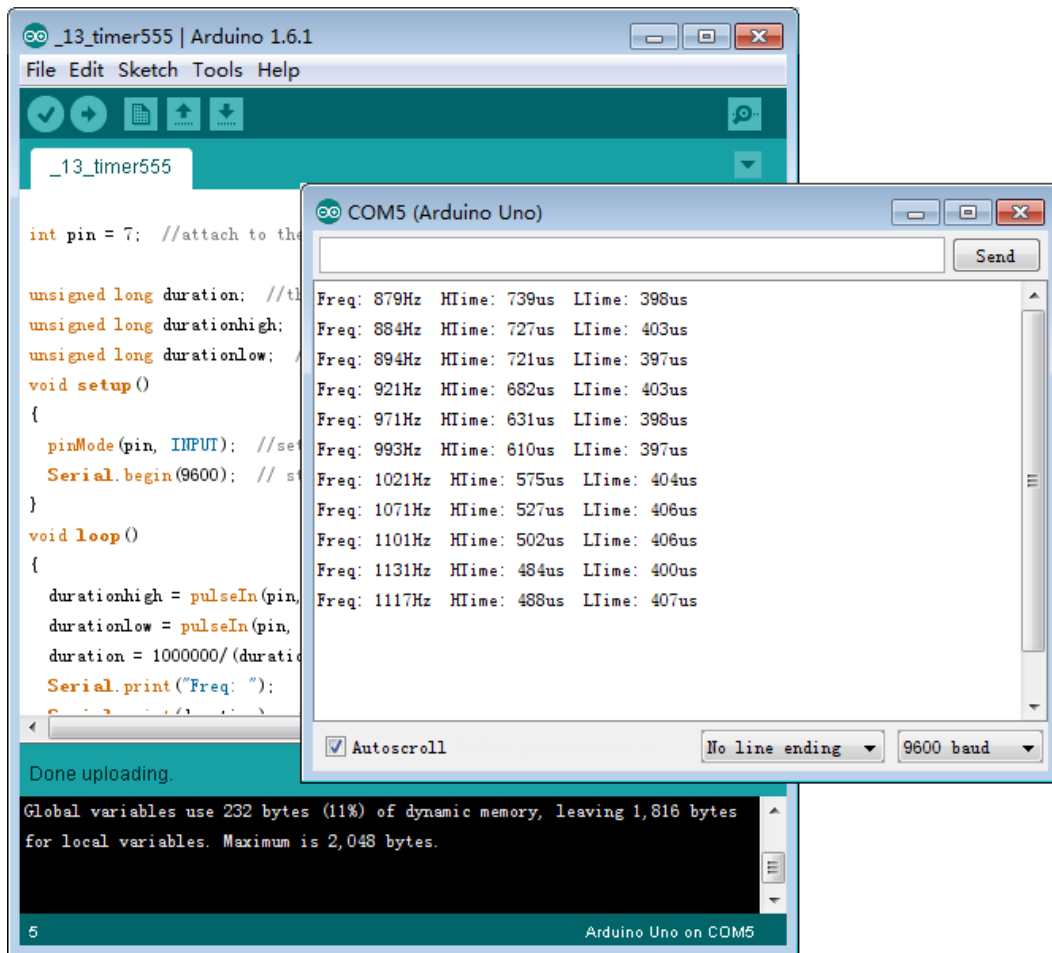 _13_timer555 | Arduino 1.6.1
File Edit Sketch Tools Help
_13_timer555
int pin = 7;  //attach to the
unsigned long duration;  //th
unsigned long durationhigh;
unsigned long durationlow;  /
void setup()
{
  pinMode(pin, INPUT);  //set
  Serial.begin(9600);  // st
}
void loop()
{
  durationhigh = pulseIn(pin,
  durationlow = pulseIn(pin,
  duration = 1000000/(duratio
  Serial.print("Freq: ");
Done uploading.
Global variables use 232 bytes (11%) of dynamic memory, leaving 1,816 bytes
for local variables. Maximum is 2,048 bytes.
5
Arduino Uno on COM5
COM5 (Arduino Uno)
Send
Freq: 879Hz  HTime: 739us  LTime: 398us
Freq: 884Hz  HTime: 727us  LTime: 403us
Freq: 894Hz  HTime: 721us  LTime: 397us
Freq: 921Hz  HTime: 682us  LTime: 403us
Freq: 971Hz  HTime: 631us  LTime: 398us
Freq: 993Hz  HTime: 610us  LTime: 397us
Freq: 1021Hz  HTime: 575us  LTime: 404us
Freq: 1071Hz  HTime: 527us  LTime: 406us
Freq: 1101Hz  HTime: 502us  LTime: 406us
Freq: 1131Hz  HTime: 484us  LTime: 400us
Freq: 1117Hz  HTime: 488us  LTime: 407us
Autoscroll
No line ending
9600 baud